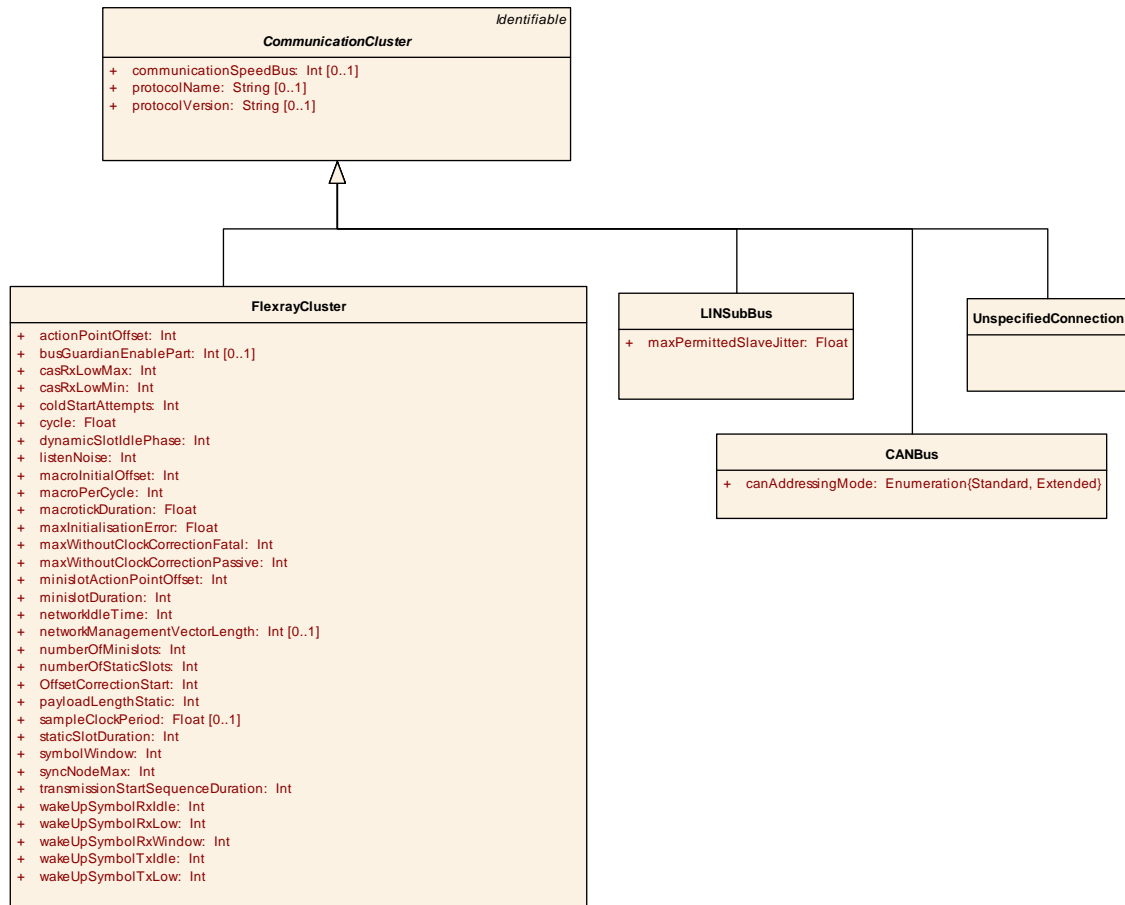 Identifiable
CommunicationCluster
+ communicationSpeedBus: Int [0..1]
+ protocolName: String [0..1]
+ protocolVersion: String [0..1]
FlexrayCluster
+ actionPointOffset: Int
+ busGuardianEnablePart: Int [0..1]
+ casRxLowMax: Int
+ casRxLowMin: Int
+ coldStartAttempts: Int
+ cycle: Float
+ dynamicSlotIdlePhase: Int
+ listenNoise: Int
+ macroInitialOffset: Int
+ macroPerCycle: Int
+ macrotickDuration: Float
+ maxInitialisationError: Float
+ maxWithoutClockCorrectionFatal: Int
+ maxWithoutClockCorrectionPassive: Int
+ minislotActionPointOffset: Int
+ minislotDuration: Int
+ networkIdleTime: Int
+ networkManagementVectorLength: Int [0..1]
+ numberOfMinislots: Int
+ numberOfStaticSlots: Int
+ OffsetCorrectionStart: Int
+ payloadLengthStatic: Int
+ sampleClockPeriod: Float [0..1]
+ staticSlotDuration: Int
+ symbolWindow: Int
+ syncNodeMax: Int
+ transmissionStartSequenceDuration: Int
+ wakeUpSymbolRxIdle: Int
+ wakeUpSymbolRxLow: Int
+ wakeUpSymbolRxWindow: Int
+ wakeUpSymbolTxIdle: Int
+ wakeUpSymbolTxLow: Int
LINSubBus
+ maxPermittedSlaveJitter: Float
UnspecifiedConnection
CANBus
+ canAddressingMode: Enumeration{Standard, Extended}